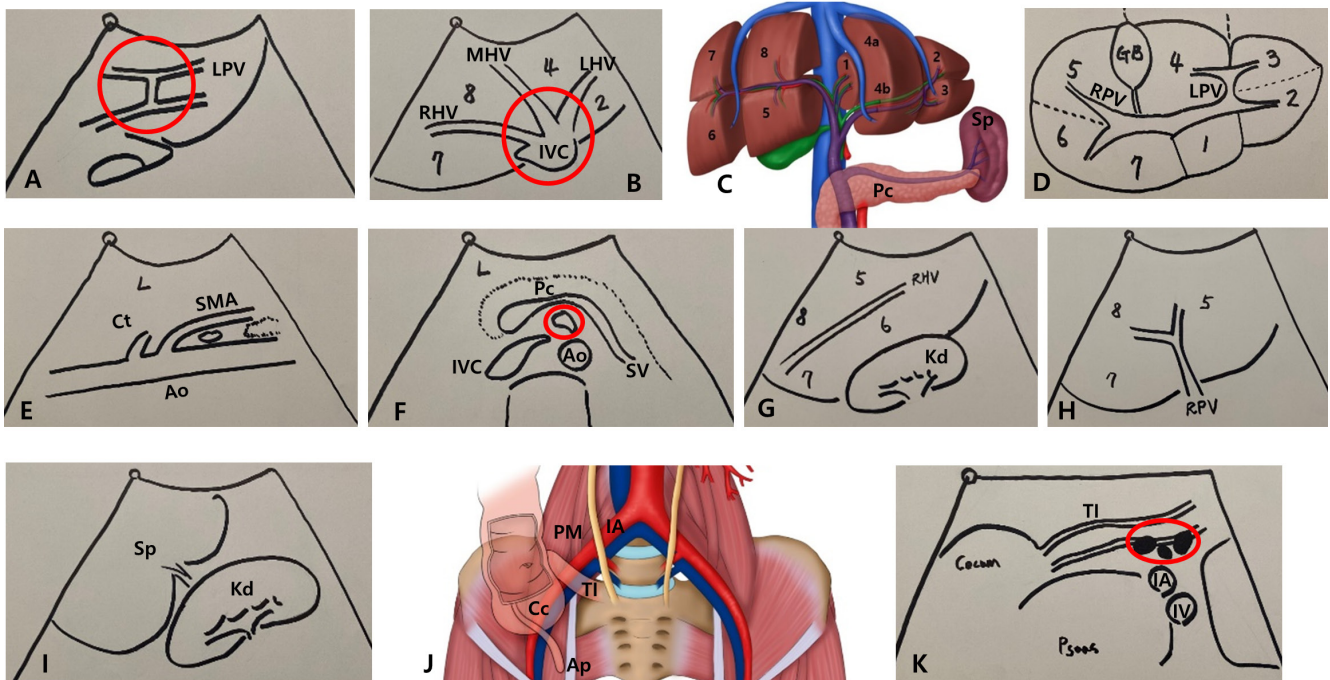 LPV
A
MHV
4
LHV
8
2
RHV
IVC
7
B
7
8
4a
1
2
4b
3
5
6
Sp
Pc
C
GB
4
3
5
RPV
LPV
2
6
7
1
D
L
Ct
SMA
Ao
E
L
Pc
IVC
Ao
SV
F
5
RHV
8
6
Kd
7
G
8
5
7
RPV
H
Sp
Kd
I
PM
IA
TI
Cc
Ap
J
TI
Cecum
IA
IV
Psoas
K